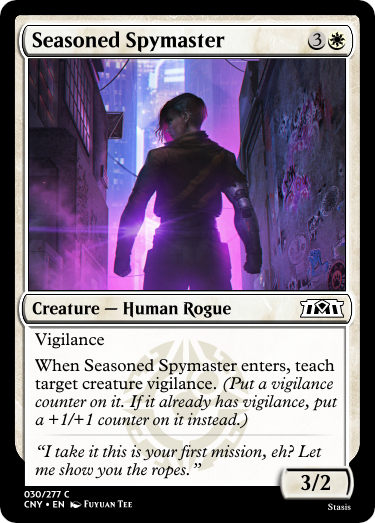 Seasoned Spymaster 3
Creature — Human Rogue
Vigilance
When Seasoned Spymaster enters, teach
target creature vigilance. (Put a vigilance
counter on it. If it already has vigilance, put
a +1/+1 counter on it instead.)
“I take it this is your first mission, eh? Let
me show you the ropes.”
3/2
030/277 C
CNY • EN Fuyuan Tee
Stasis